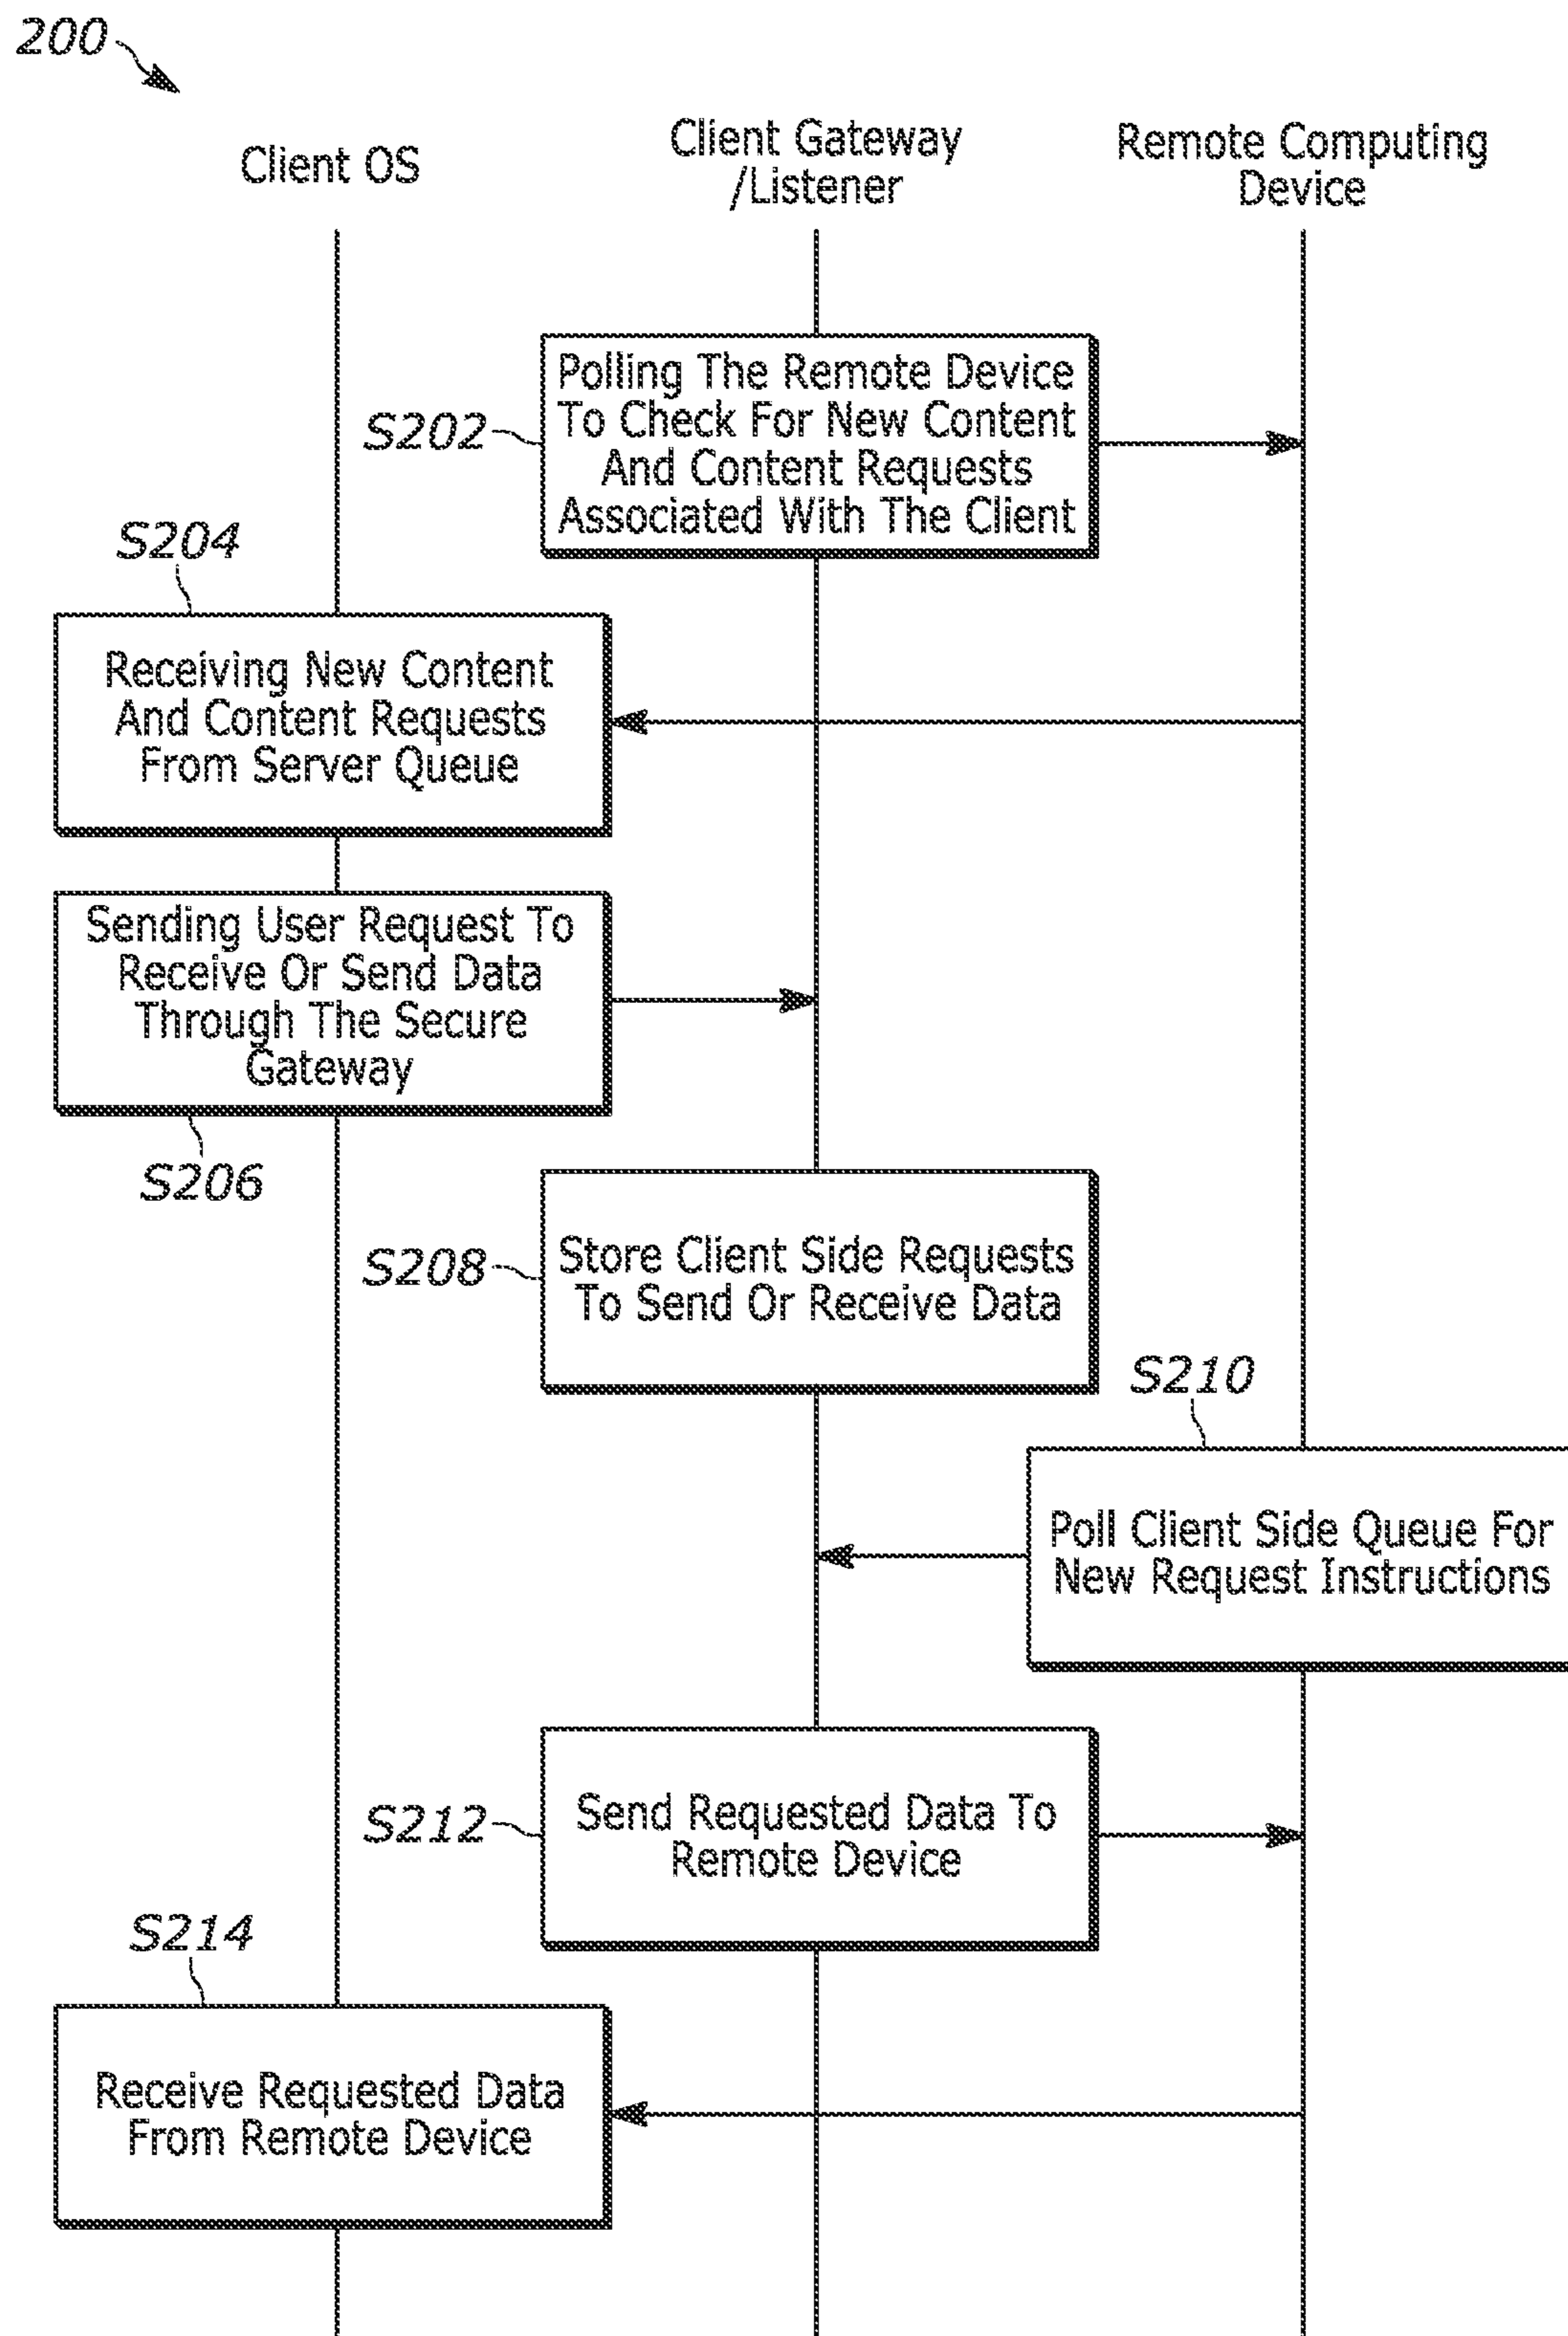 200
Client OS
Client Gateway
/Listener
Remote Computing
Device
S202
Polling The Remote Device
To Check For New Content
And Content Requests
Associated With The Client
S204
Receiving New Content
And Content Requests
From Server Queue
Sending User Request To
Receive Or Send Data
Through The Secure
Gateway
S206
S208
Store Client Side Requests
To Send Or Receive Data
S210
Poll Client Side Queue For
New Request Instructions
S212
Send Requested Data To
Remote Device
S214
Receive Requested Data
From Remote Device